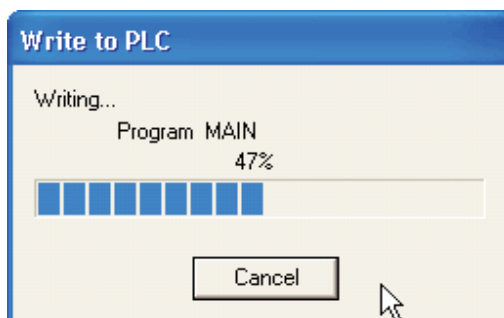 Write to PLC
Writing...
Program MAIN
47%
Cancel